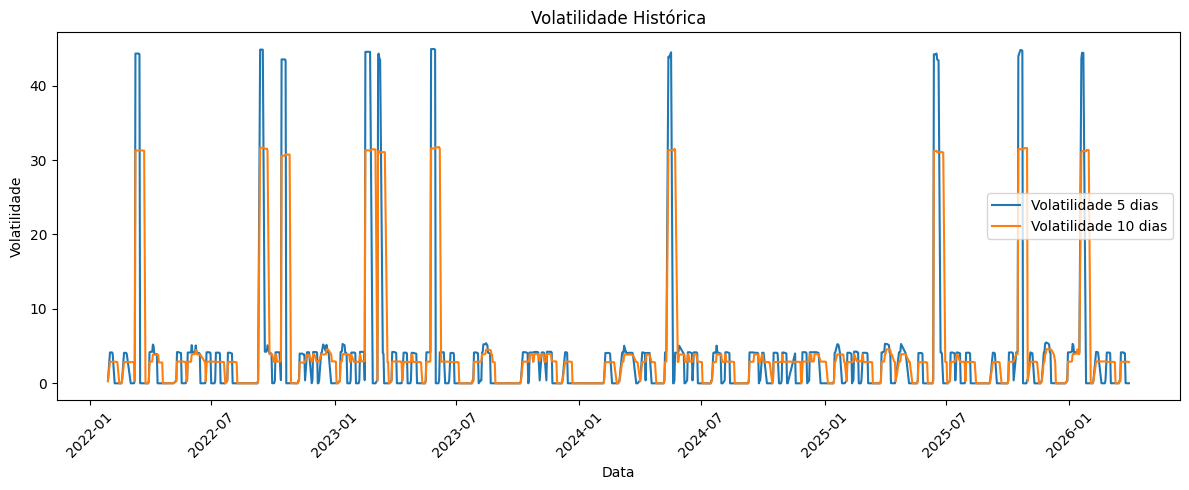 Volatilidade Histórica
Volatilidade
40
30
20
10
0
Volatilidade 5 dias
Volatilidade 10 dias
2022-01
2022-07
2023-01
2023-07
2024-01
2024-07
2025-01
2025-07
2026-01
Data